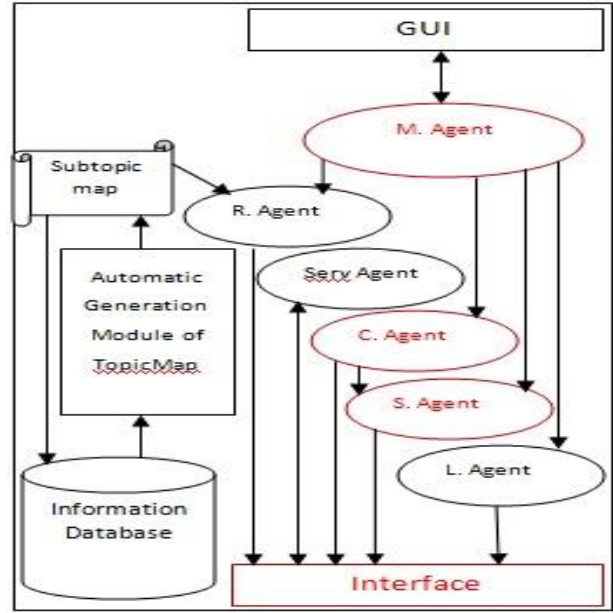 GUI
M. Agent
Subtopic
map
R. Agent
Serv Agent
Automatic
Generation
Module of
TopicMap
C. Agent
S. Agent
L. Agent
Information
Database
Interface